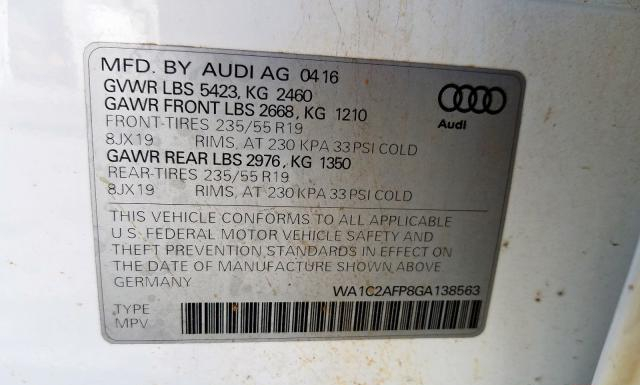 MFD. BY AUDI AG 04 16
GVWR LBS 5423, KG 2460
GAWR FRONT LBS 2668, KG 1210
FRONT-TIRES 235/55 R19
8JX19 RIMS, AT 230 KPA 33 PSI COLD
GAWR REAR LBS 2976, KG 1350
REAR-TIRES 235/55 R19
8JX19 RIMS, AT 230 KPA 33 PSI COLD
Audi
THIS VEHICLE CONFORMS TO ALL APPLICABLE
U.S. FEDERAL MOTOR VEHICLE SAFETY AND
THEFT PREVENTION STANDARDS IN EFFECT ON
THE DATE OF MANUFACTURE SHOWN ABOVE.
GERMANY
WA1C2AFP8GA138563
TYPE
MPV